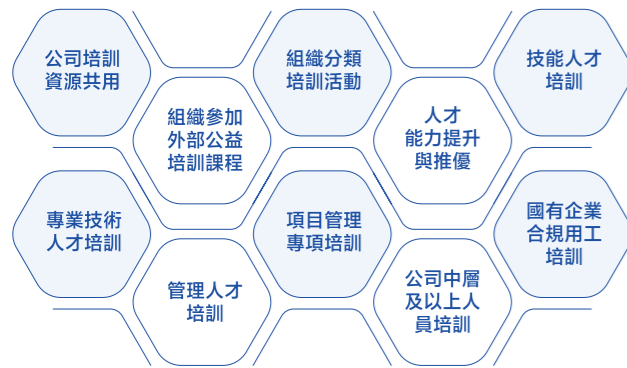 公司培訓
資源共用
組織參加
外部公益
培訓課程
組織分類
培訓活動
人才
能力提升
與推優
技能人才
培訓
專業技術
人才培訓
管理人才
培訓
項目管理
專項培訓
公司中層
及以上人
員培訓
國有企業
合規用工
培訓